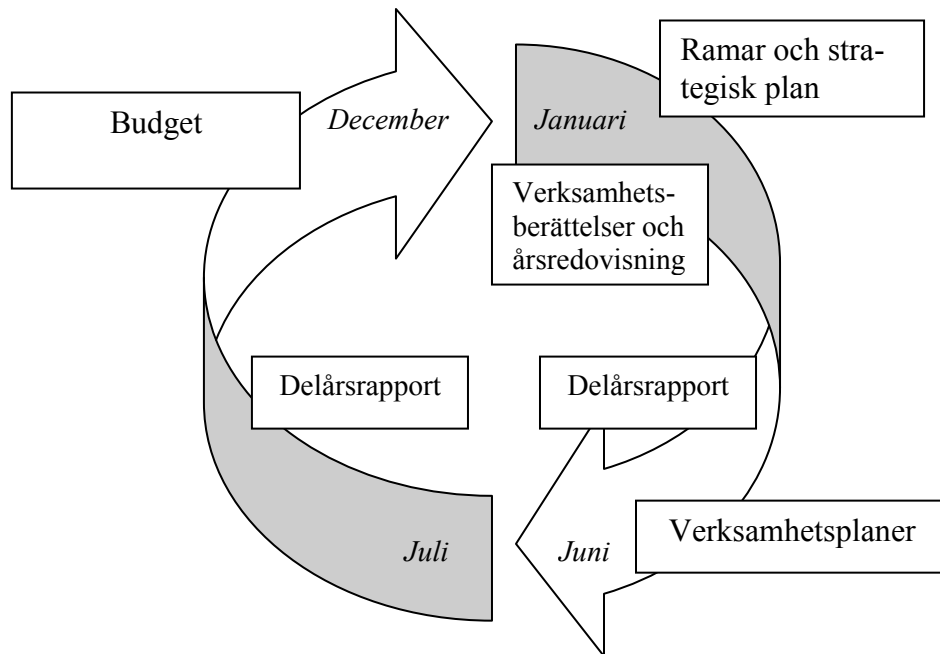 Ramar och stra-
tegisk plan
Budget
December
Januari
Verksamhets-
berättelser och
årsredovisning
Delårsrapport
Delårsrapport
Verksamhetsplaner
Juli
Juni